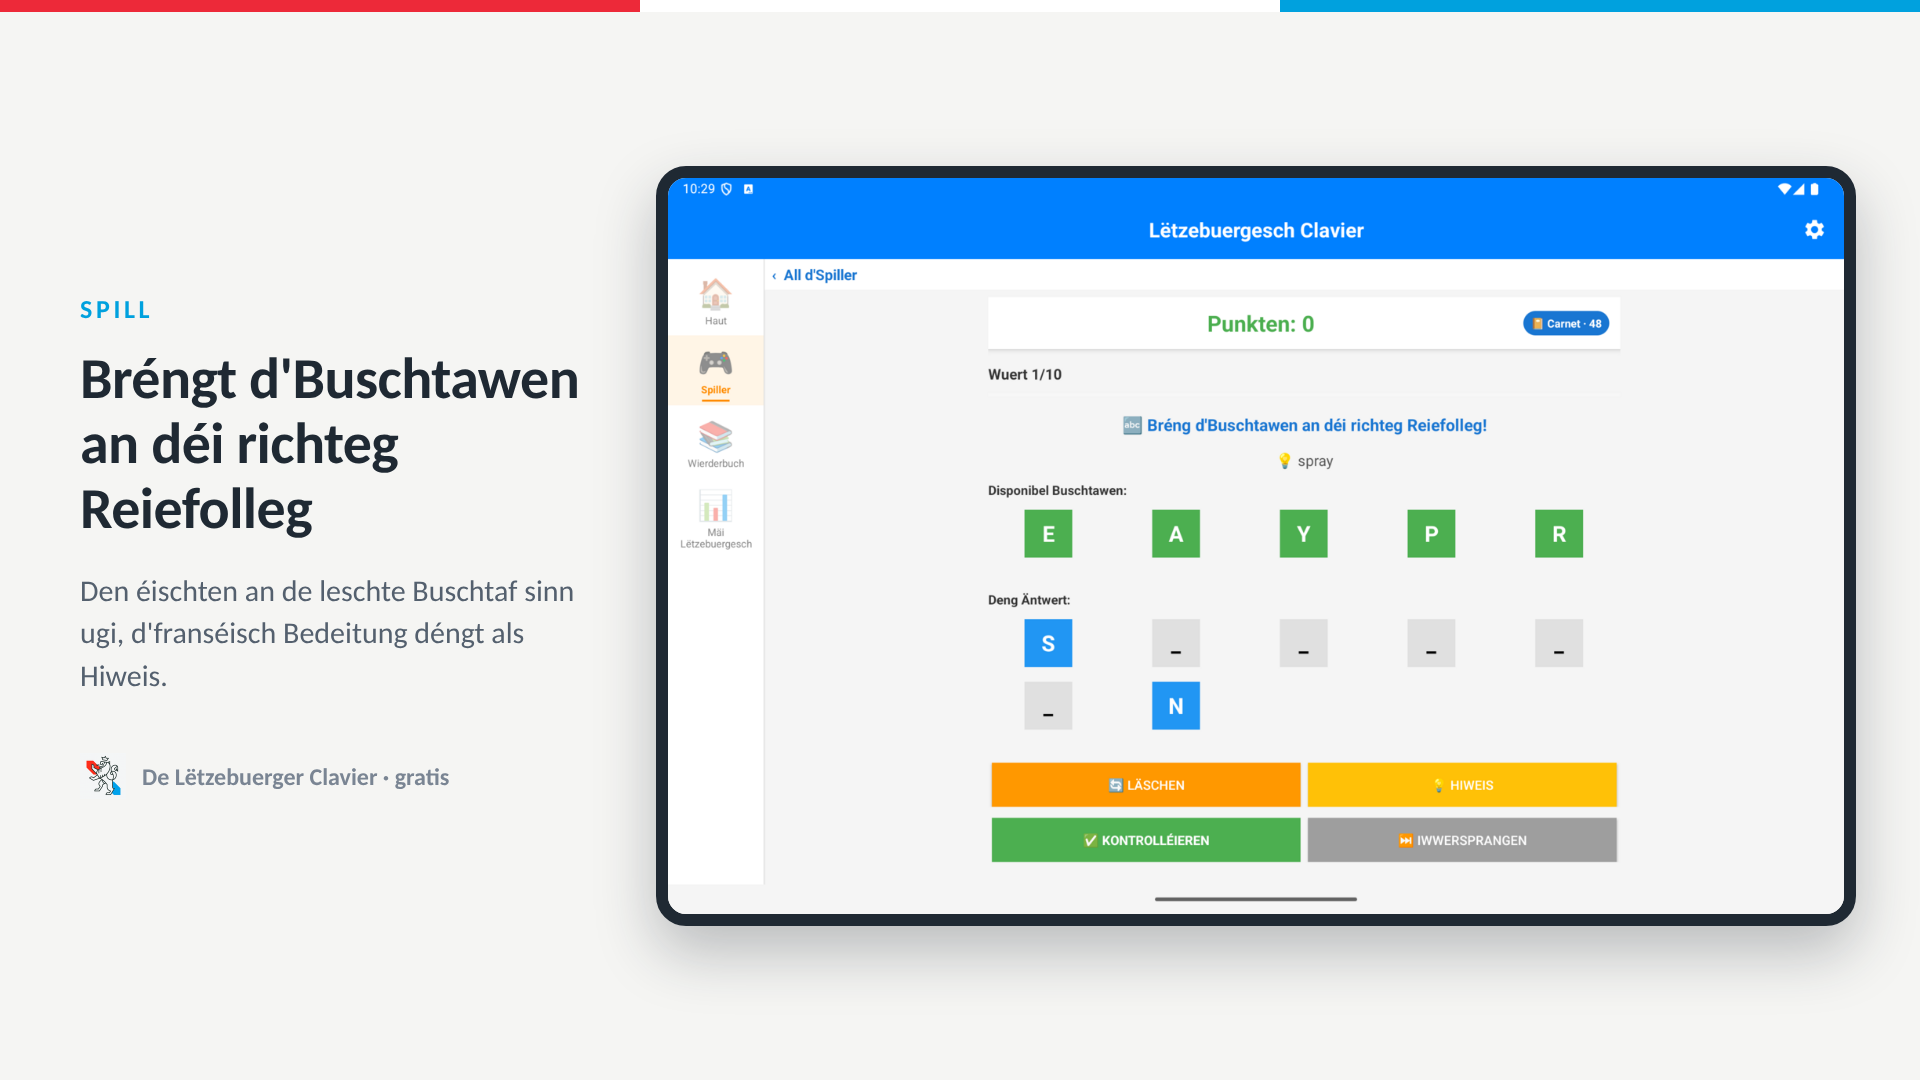 SPILL
Bréngt d'Buschtawen
an déi richteg
Reiefolleg
Den éischten an de leschte Buschtaf sinn
ugi, d'franséisch Bedeitung déngt als
Hiweis.
De Lëtzebuerger Clavier · gratis
10:29
Lëtzebuergesch Clavier
‹ All d'Spiller
Haut
Spiller
Wierderbuch
Mäi
Lëtzebuergesch
Punkten: 0
Carnet · 48
Wuert 1/10
abc Bréng d'Buschtawen an déi richteg Reiefolleg!
spray
Disponibel Buschtawen:
E A Y P R
Deng Äntwert:
S _ _ _ _
_ N
LÄSCHEN
HIWEIS
KONTROLLÉIEREN
IWWERSPRANGEN